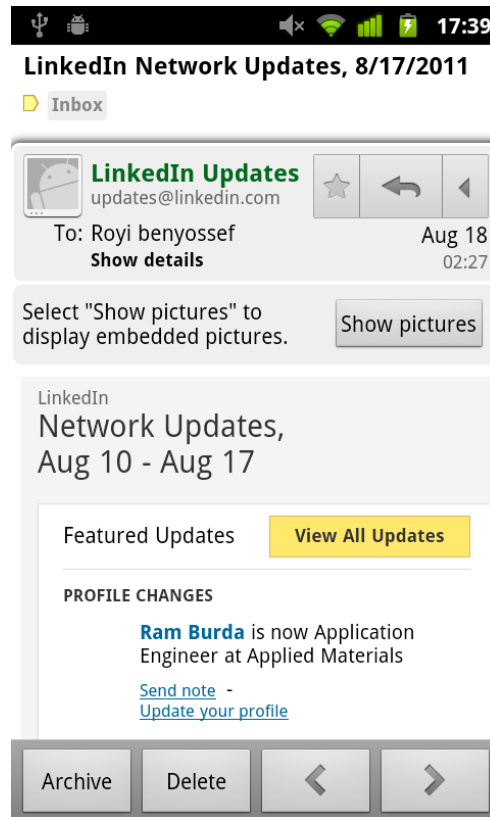 17:39
LinkedIn Network Updates, 8/17/2011
Inbox
LinkedIn Updates
updates@linkedin.com
To: Royi benyossef
Aug 18
Show details
02:27
Select "Show pictures" to
display embedded pictures.
Show pictures
LinkedIn
Network Updates,
Aug 10 - Aug 17
Featured Updates
View All Updates
PROFILE CHANGES
Ram Burda is now Application
Engineer at Applied Materials
Send note -
Update your profile
Archive
Delete